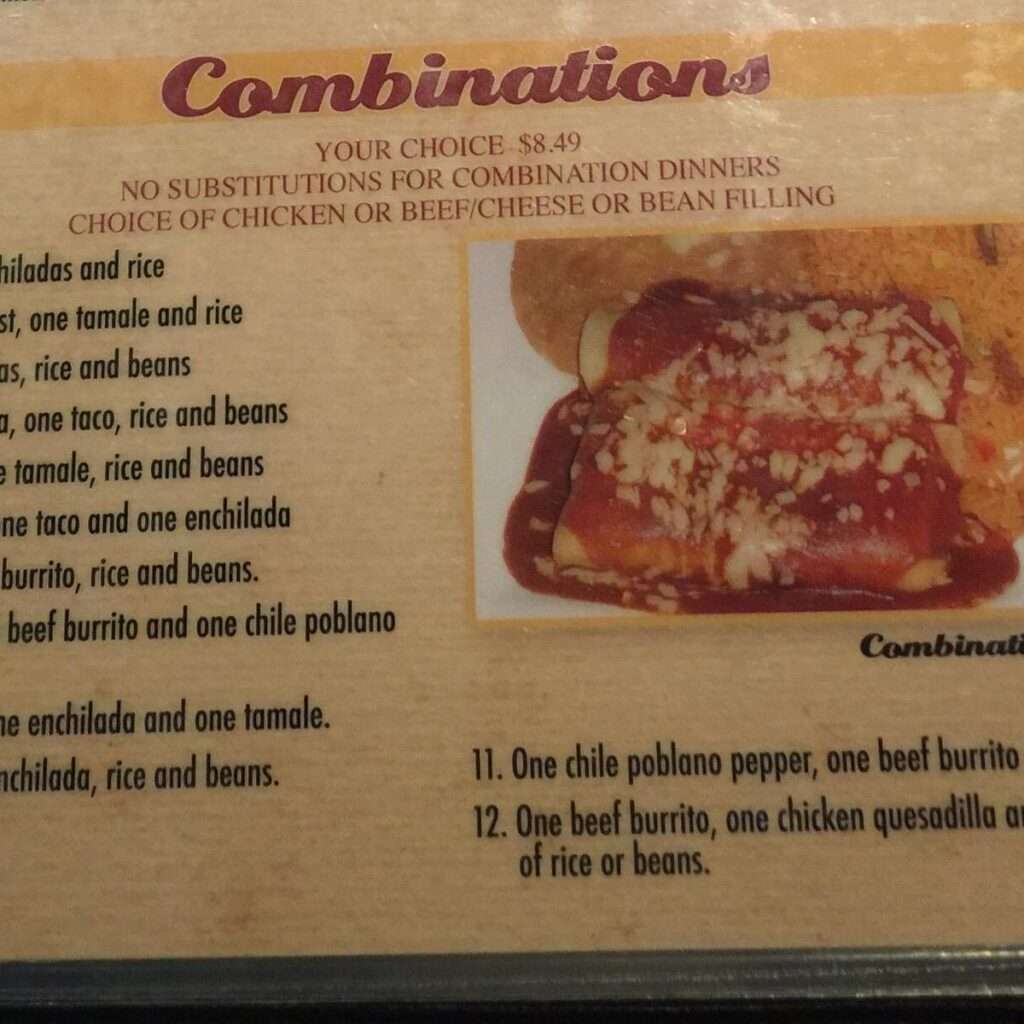 Combinations
YOUR CHOICE $8.49
NO SUBSTITUTIONS FOR COMBINATION DINNERS
CHOICE OF CHICKEN OR BEEF/CHEESE OR BEAN FILLING
hiladas and rice
st, one tamale and rice
as, rice and beans
a, one taco, rice and beans
e tamale, rice and beans
ne taco and one enchilada
burrito, rice and beans.
beef burrito and one chile poblano
Combinati
ne enchilada and one tamale.
nchilada, rice and beans.
11. One chile poblano pepper, one beef burrito
12. One beef burrito, one chicken quesadilla a
of rice or beans.